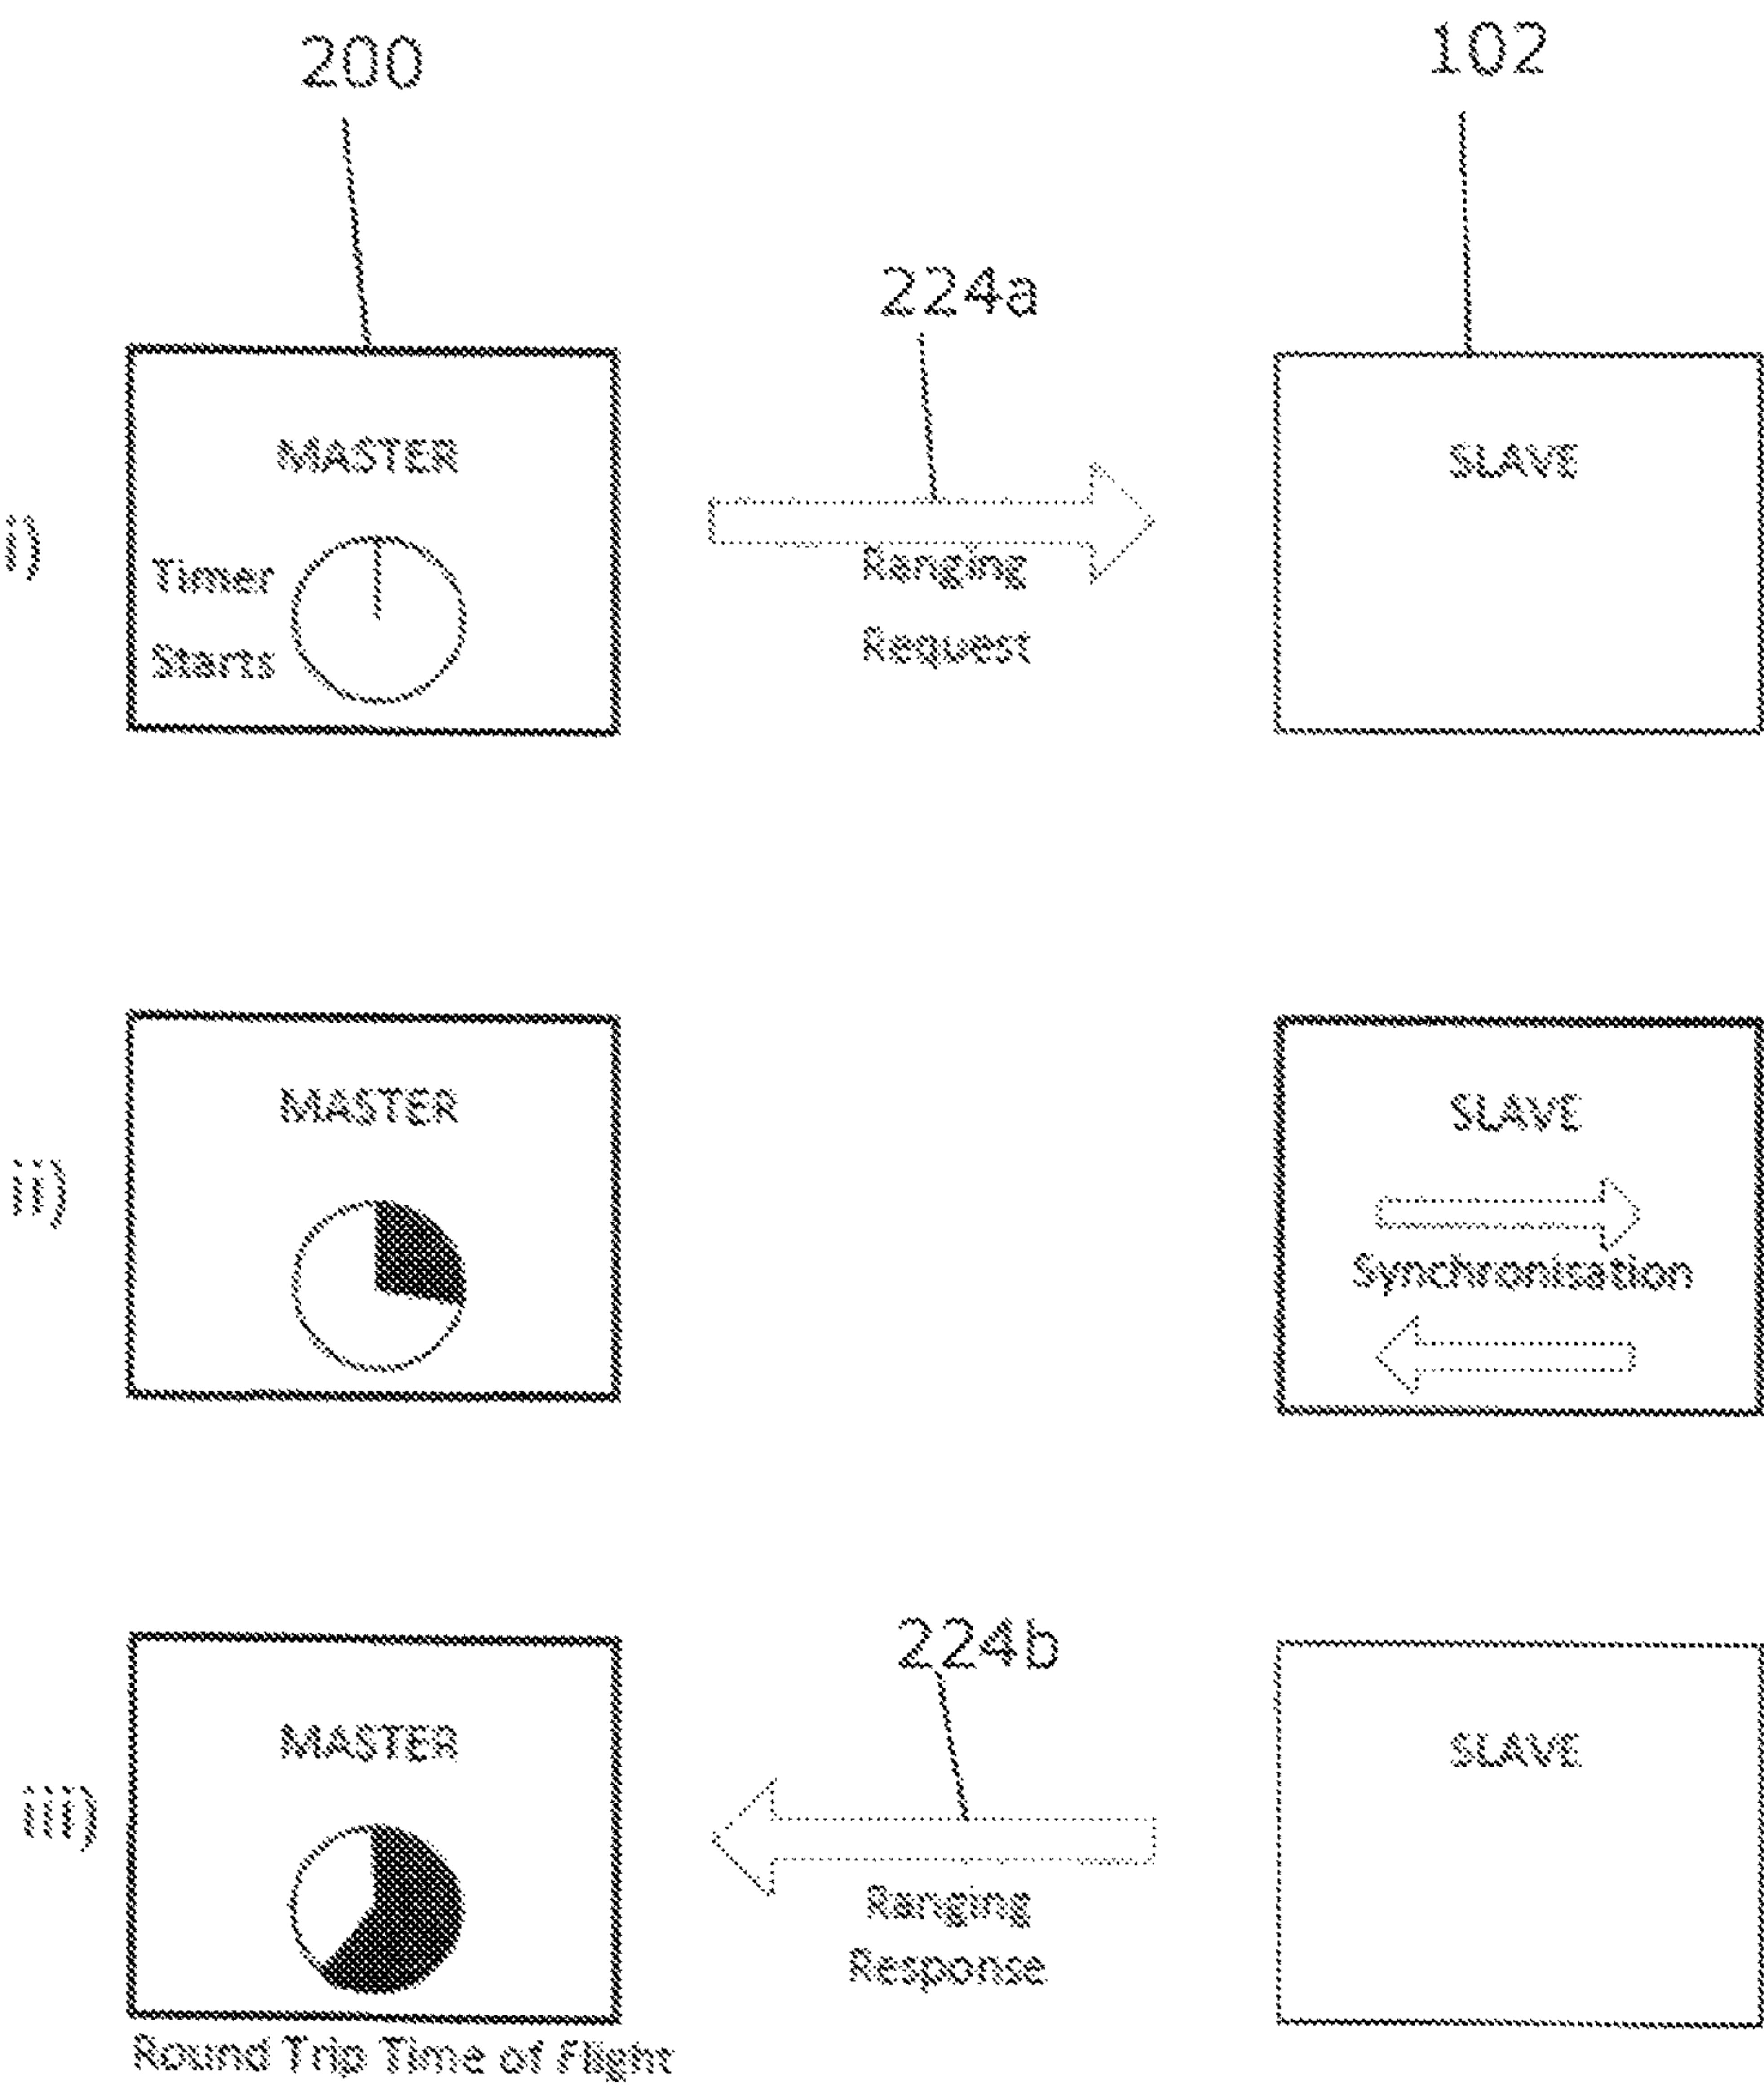 200
102
224a
MASTER
SLAVE
i)
Timer
Starts
Ranging
Request
MASTER
SLAVE
ii)
Synchronisation
224b
MASTER
SLAVE
iii)
Ranging
Response
Round Trip Time of Flight